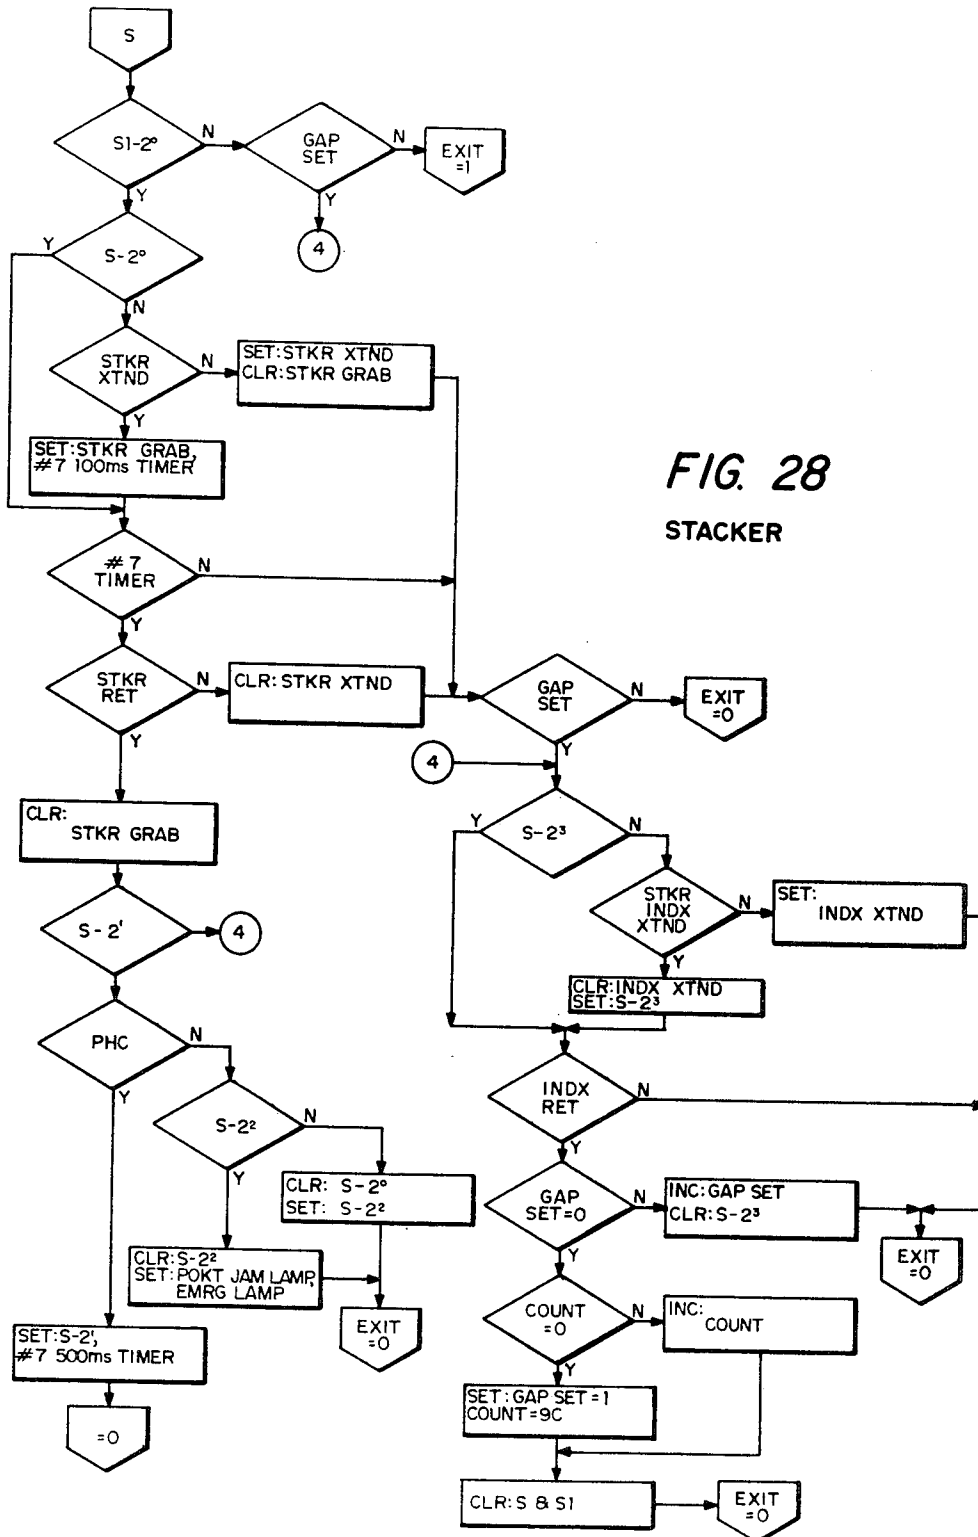 S
S1-2°
N
GAP
SET
N
EXIT
=1
Y
Y
4
Y
S-2°
N
STKR
XTND
N
SET:STKR XTND
CLR:STKR GRAB
Y
SET:STKR GRAB,
#7 100ms TIMER
FIG. 28
STACKER
#7
TIMER
N
Y
STKR
RET
N
CLR:STKR XTND
GAP
SET
N
EXIT
=0
Y
Y
4
CLR:
STKR GRAB
Y
S-2³
N
STKR
INDX
XTND
N
SET:
INDX XTND
S-2'
4
Y
CLR:INDX XTND
SET:S-2³
PHC
N
Y
INDX
RET
N
S-2²
N
Y
Y
CLR: S-2°
SET: S-2²
GAP
SET=0
N
INC:GAP SET
CLR:S-2³
Y
EXIT
=0
CLR:S-2²
SET:POKT JAM LAMP,
EMRG LAMP
EXIT
=0
COUNT
=0
N
INC:
COUNT
Y
SET:S-2',
#7 500ms TIMER
SET:GAP SET=1
COUNT=9C
=0
CLR:S & S1
EXIT
=0